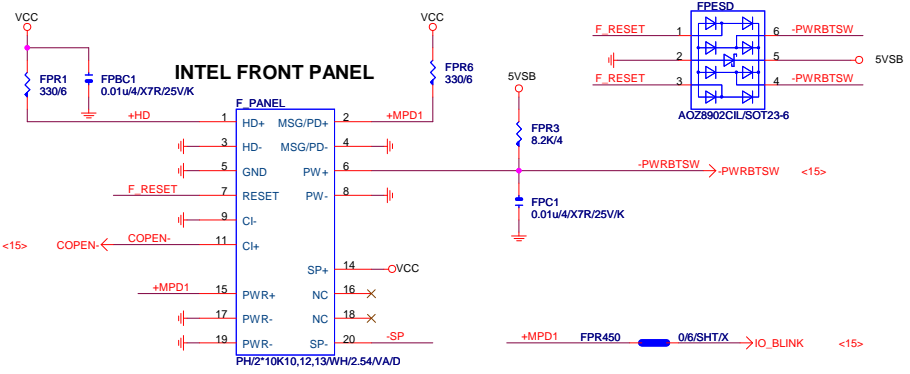 VCC
VCC
FPESD
FPR1
330/6
FPBC1
0.01u/4/X7R/25V/K
INTEL FRONT PANEL
FPR6
330/6
5VSB
F_RESET 1 6 -PWRBTSW
2 5 5VSB
F_RESET 3 4 -PWRBTSW
AOZ8902CIL/SOT23-6
F_PANEL
FPR3
8.2K/4
+HD 1 HD+ MSG/PD+ 2 +MPD1
3 HD- MSG/PD- 4
5 GND PW+ 6 -PWRBTSW -PWRBTSW <15>
F_RESET 7 RESET PW- 8
FPC1
0.01u/4/X7R/25V/K
9 CI-
<15> COPEN- COPEN- 11 CI+
SP+ 14 VCC
+MPD1 15 PWR+ NC 16
17 PWR- NC 18
19 PWR- SP- 20 -SP
+MPD1 FPR450 0/6/SHT/X IO_BLINK <15>
PH/2*10K10,12,13/WH/2.54/VA/D